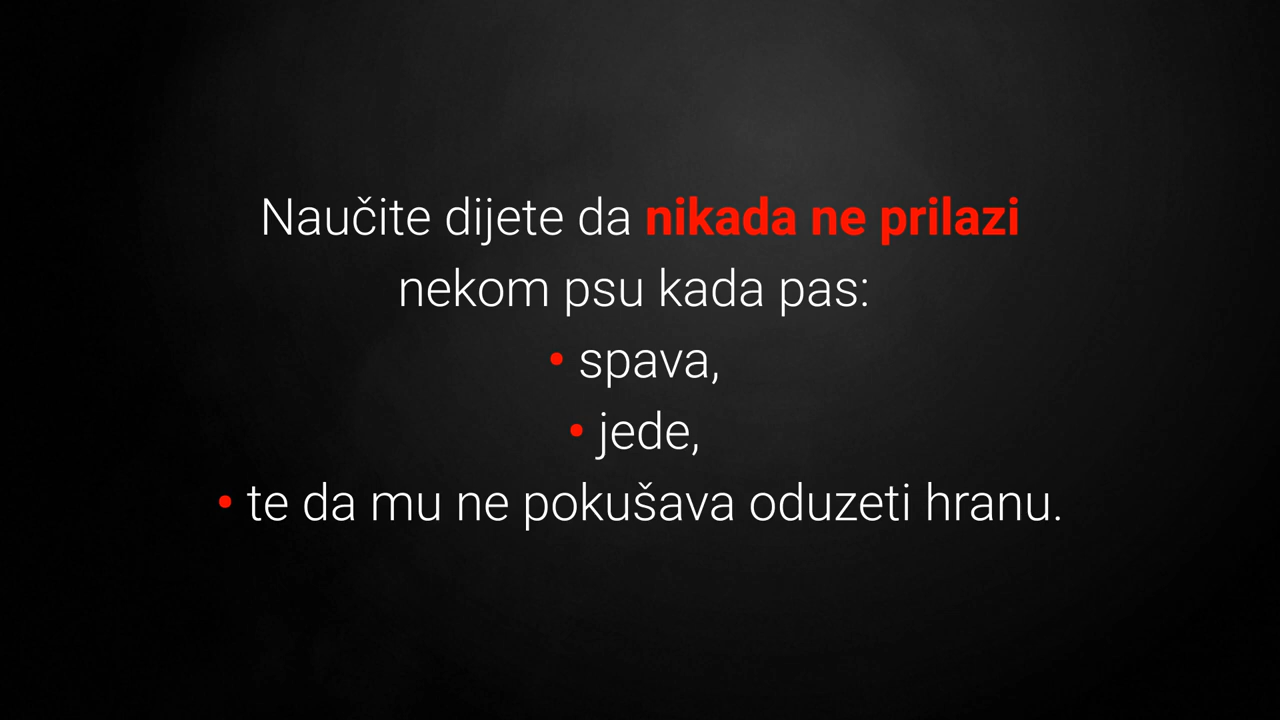 Naučite dijete da nikada ne prilazi
nekom psu kada pas:
• spava,
• jede,
• te da mu ne pokušava oduzeti hranu.